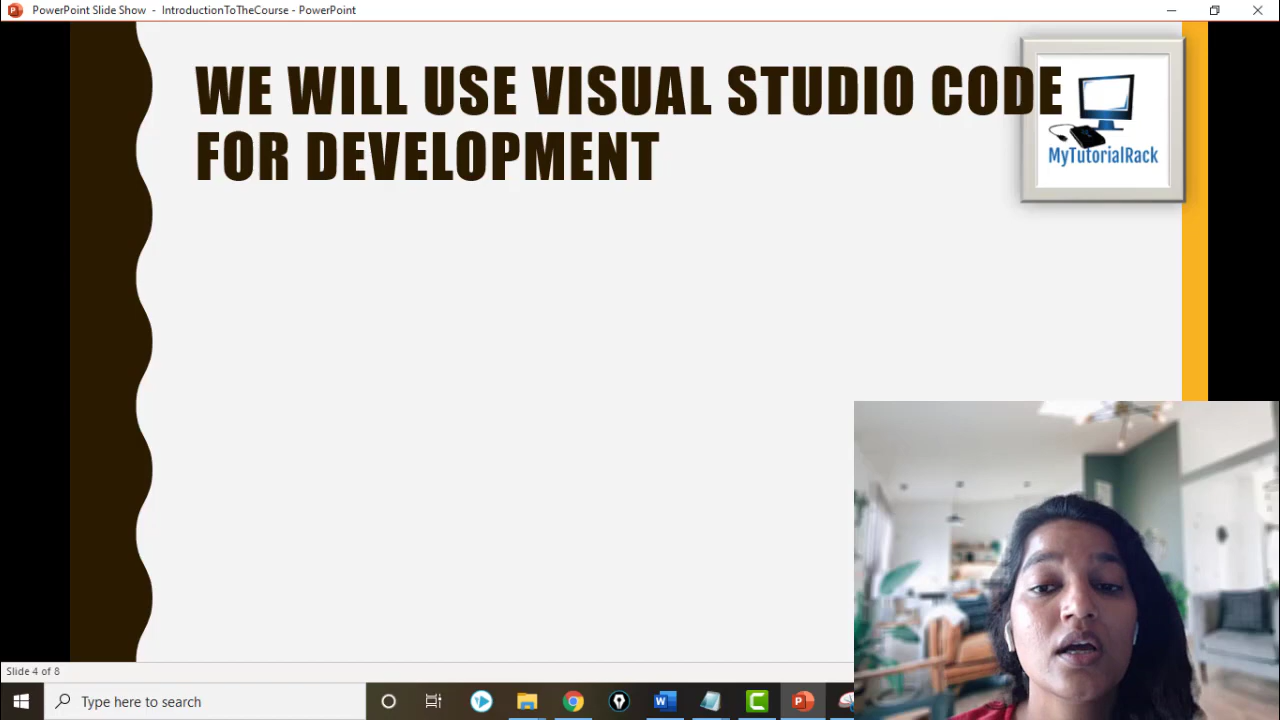 PowerPoint Slide Show - IntroductionToTheCourse - PowerPoint
WE WILL USE VISUAL STUDIO CODE
FOR DEVELOPMENT
MyTutorialRack
Slide 4 of 8
Type here to search